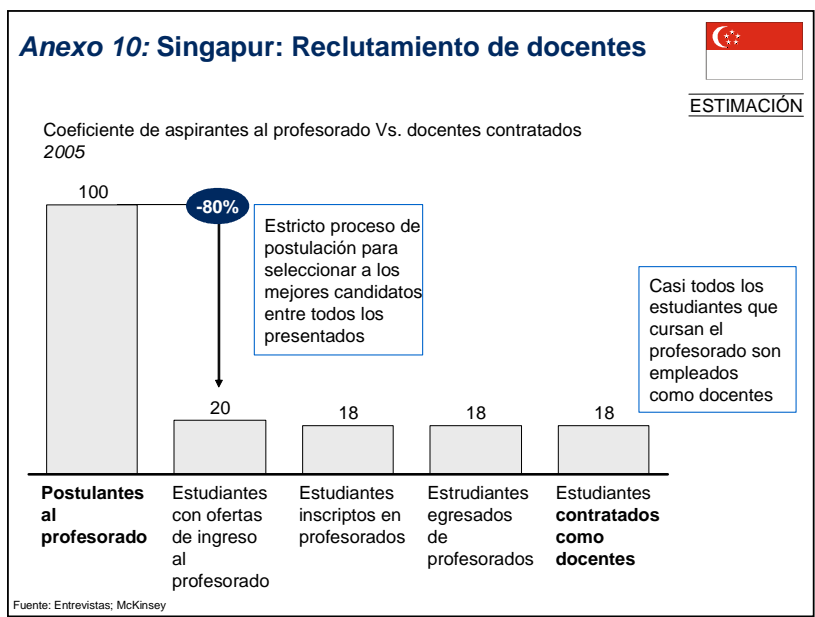 Anexo 10: Singapur: Reclutamiento de docentes
ESTIMACIÓN
Coeficiente de aspirantes al profesorado Vs. docentes contratados
2005
100
-80%
Estricto proceso de
postulación para
seleccionar a los
mejores candidatos
entre todos los
presentados
Casi todos los
estudiantes que
cursan el
profesorado son
empleados
como docentes
20
18
18
18
Postulantes
al
profesorado
Estudiantes
con ofertas
de ingreso
al
profesorado
Estudiantes
inscriptos en
profesorados
Estrudiantes
egresados
de
profesorados
Estudiantes
contratados
como
docentes
Fuente: Entrevistas; McKinsey